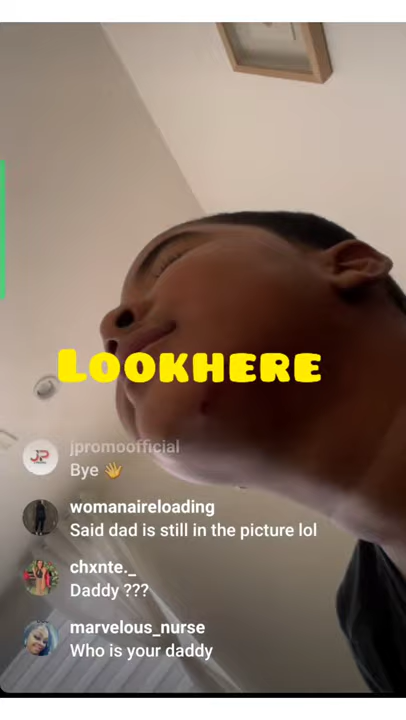 LOOKHERE
jpromoofficial
Bye 👋
womanaireloading
Said dad is still in the picture lol
chxnte._
Daddy ???
marvelous_nurse
Who is your daddy